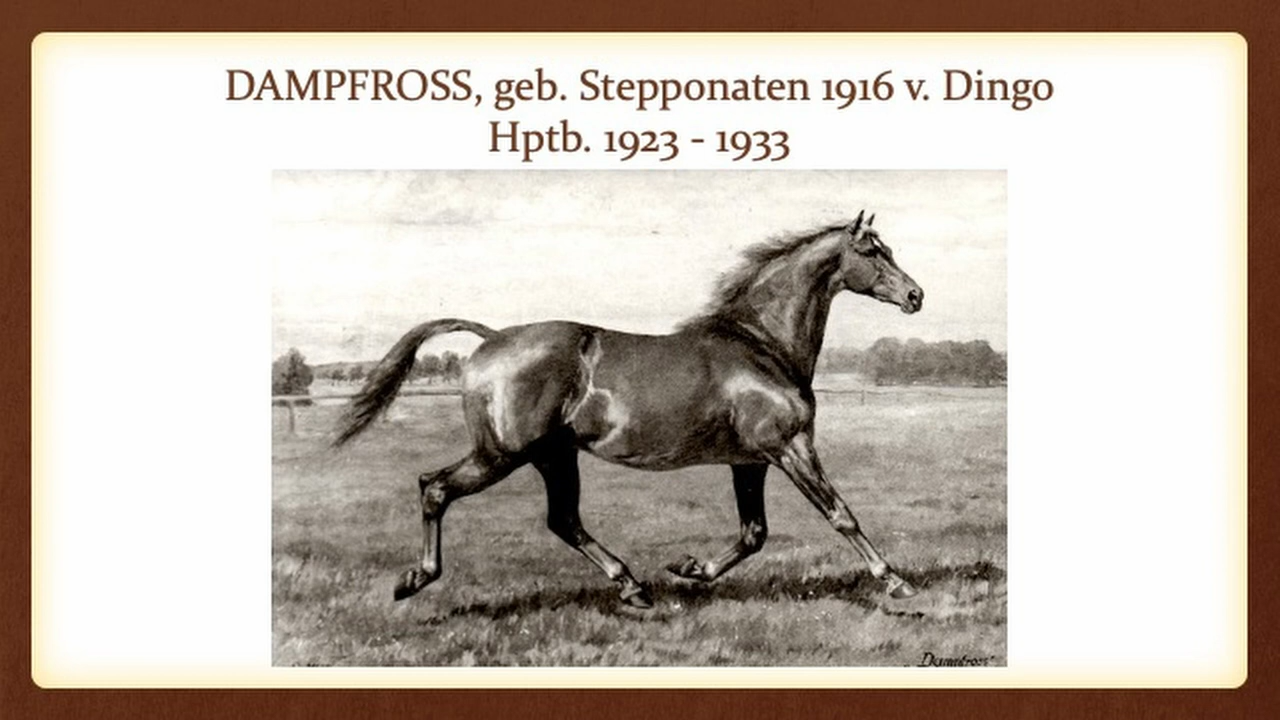 DAMPFROSS, geb. Stepponaten 1916 v. Dingo
Hptb. 1923 - 1933
"Dampfross"